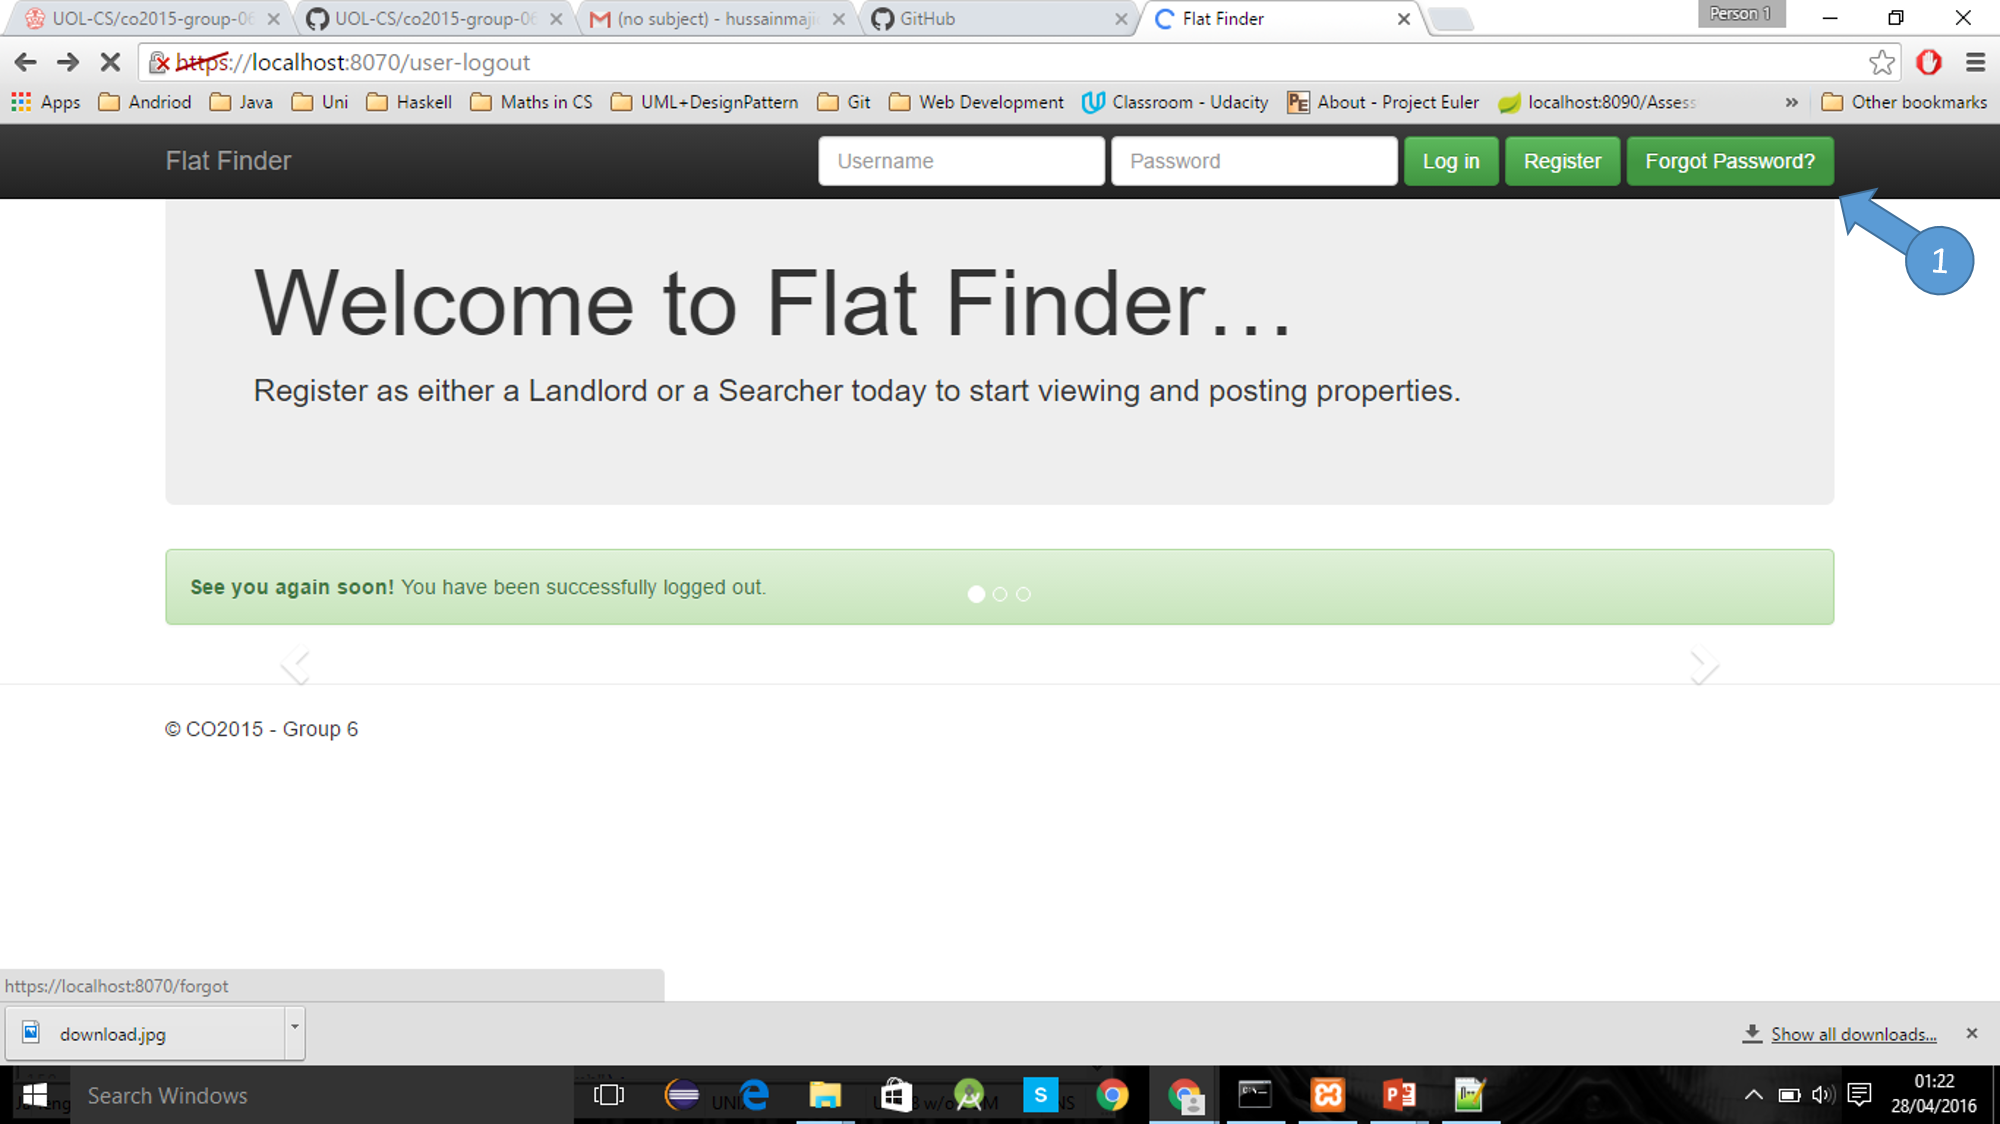 UOL-CS/co2015-group-06
UOL-CS/co2015-group-06
(no subject) - hussainmaji
GitHub
Flat Finder
Person 1
https://localhost:8070/user-logout
Apps
Andriod
Java
Uni
Haskell
Maths in CS
UML+DesignPattern
Git
Web Development
Classroom - Udacity
PE
About - Project Euler
localhost:8090/Assess
»
Other bookmarks
Flat Finder
Username
Password
Log in
Register
Forgot Password?
1
Welcome to Flat Finder…
Register as either a Landlord or a Searcher today to start viewing and posting properties.
See you again soon! You have been successfully logged out.
© CO2015 - Group 6
https://localhost:8070/forgot
download.jpg
Show all downloads...
Search Windows
01:22
28/04/2016